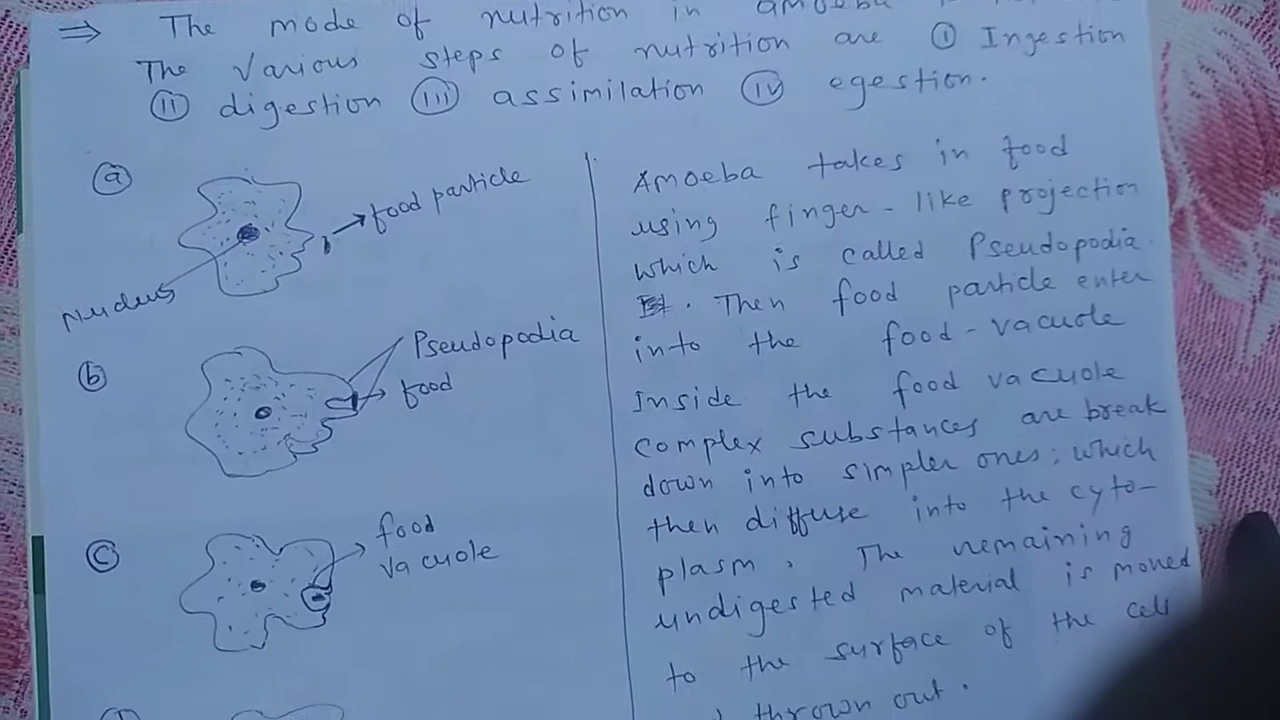 ⇒ The mode of nutrition in amoeba
The various steps of nutrition are (i) Ingestion
(ii) digestion (iii) assimilation (iv) egestion.
(a)
food particle
Nucleus
(b)
Pseudopodia
food
(c)
food
vacuole
Amoeba takes in food
using finger-like projection
which is called Pseudopodia.
. Then food particle enter
into the food-vacuole
Inside the food vacuole
complex substances are break
down into simpler ones; which
then diffuse into the cyto-
plasm. The remaining
undigested material is moved
to the surface of the cell
thrown out.